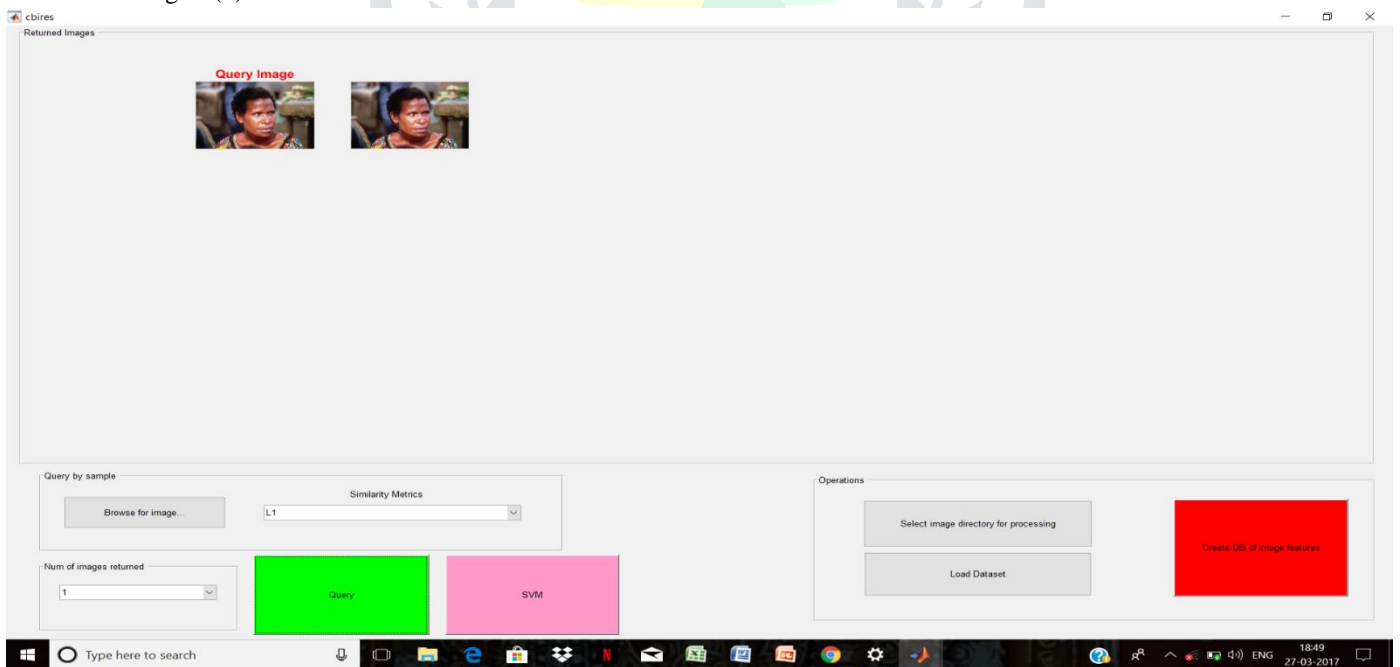 cbires
Returned Images
Query Image
Query by sample
Browse for image...
Similarity Metrics
L1
Num of images returned
1
Query
SVM
Operations
Select image directory for processing
Load Dataset
Create DB of image features
Type here to search
ENG
18:49
27-03-2017